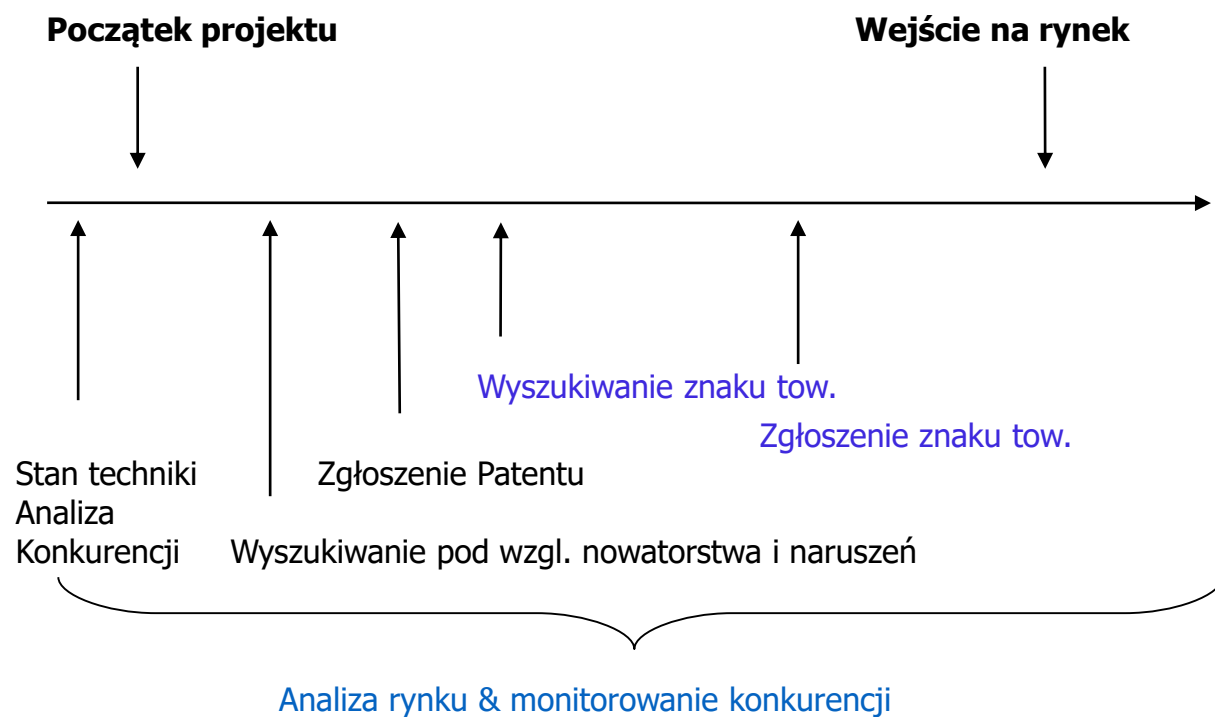 Początek projektu
Wejście na rynek
Wyszukiwanie znaku tow.
Zgłoszenie znaku tow.
Stan techniki
Analiza
Konkurencji
Zgłoszenie Patentu
Wyszukiwanie pod wzgl. nowatorstwa i naruszeń
Analiza rynku & monitorowanie konkurencji